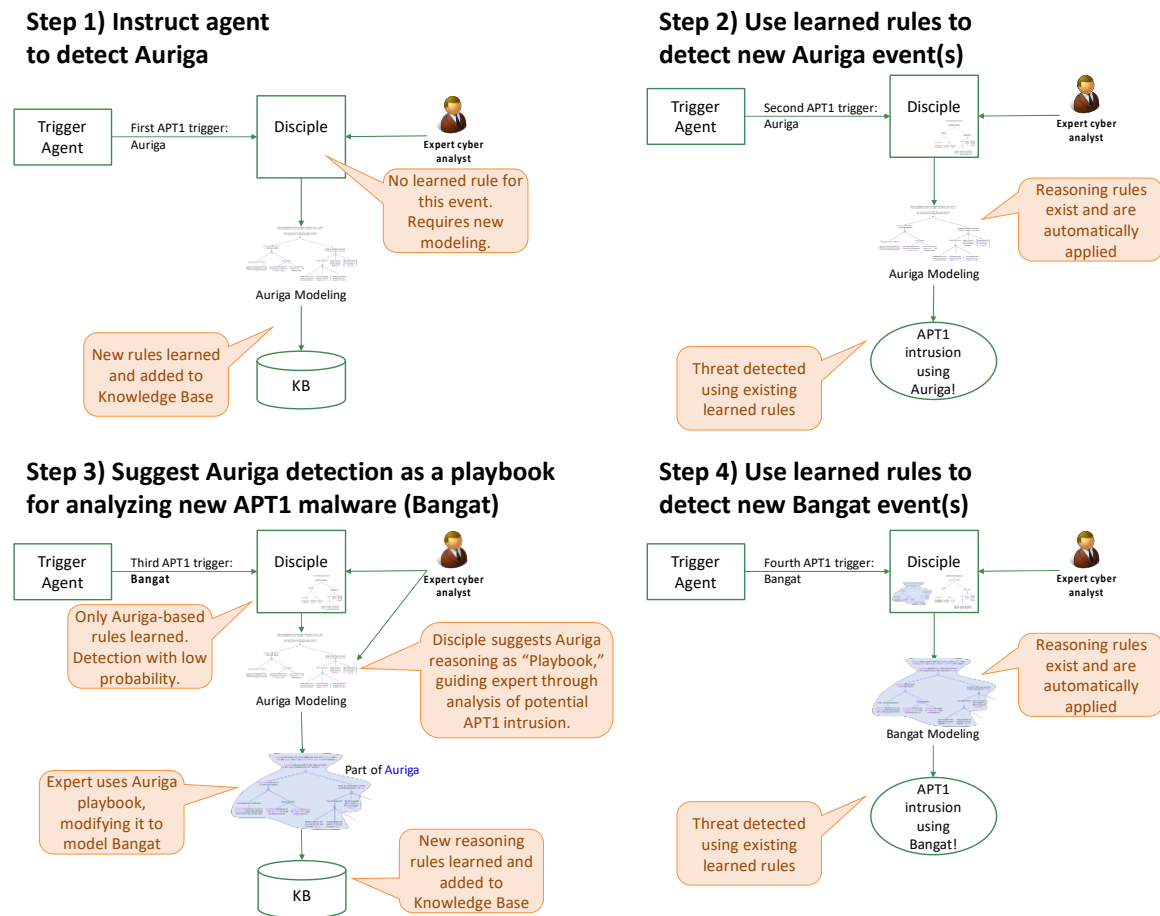 Step 1) Instruct agent
to detect Auriga
Trigger
Agent
First APT1 trigger:
Auriga
Disciple
Expert cyber
analyst
No learned rule for
this event.
Requires new
modeling.
Auriga Modeling
New rules learned
and added to
Knowledge Base
KB
Step 2) Use learned rules to
detect new Auriga event(s)
Trigger
Agent
Second APT1 trigger:
Auriga
Disciple
Expert cyber
analyst
Reasoning rules
exist and are
automatically
applied
Auriga Modeling
Threat detected
using existing
learned rules
APT1
intrusion
using
Auriga!
Step 3) Suggest Auriga detection as a playbook
for analyzing new APT1 malware (Bangat)
Trigger
Agent
Third APT1 trigger:
Bangat
Disciple
Expert cyber
analyst
Only Auriga-based
rules learned.
Detection with low
probability.
Disciple suggests Auriga
reasoning as “Playbook,”
guiding expert through
analysis of potential
APT1 intrusion.
Auriga Modeling
Part of Auriga
Expert uses Auriga
playbook,
modifying it to
model Bangat
New reasoning
rules learned and
added to
Knowledge Base
KB
Step 4) Use learned rules to
detect new Bangat event(s)
Trigger
Agent
Fourth APT1 trigger:
Bangat
Disciple
Expert cyber
analyst
Reasoning rules
exist and are
automatically
applied
Bangat Modeling
Threat detected
using existing
learned rules
APT1
intrusion
using
Bangat!